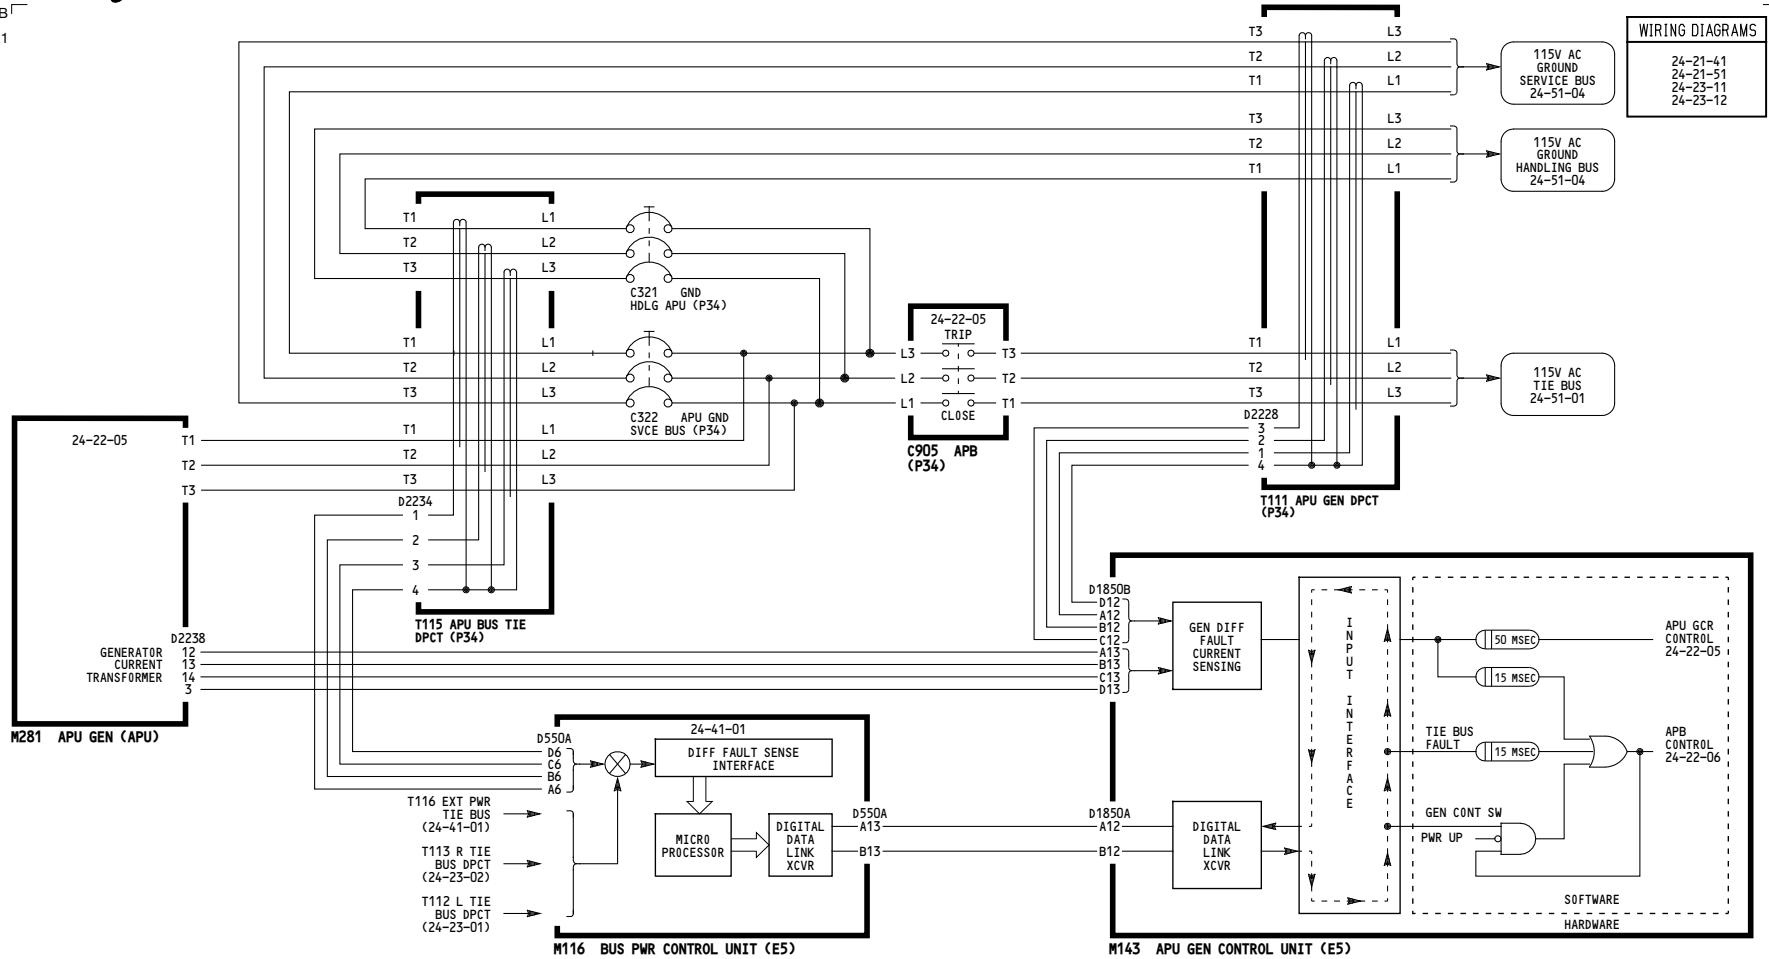 B
1
WIRING DIAGRAMS
24-21-41
24-21-51
24-23-11
24-23-12
T3 L3
T2 L2
T1 L1
115V AC
GROUND
SERVICE BUS
24-51-04
T3 L3
T2 L2
T1 L1
115V AC
GROUND
HANDLING BUS
24-51-04
T1 L1
T2 L2
T3 L3
C321 GND
HDLG APU (P34)
T1 L1
T2 L2
T3 L3
C322 APU GND
SVCE BUS (P34)
24-22-05
TRIP
L3 T3
L2 T2
L1 T1
CLOSE
C905 APB
(P34)
T1 L1
T2 L2
T3 L3
115V AC
TIE BUS
24-51-01
D2228
3
2
1
4
T111 APU GEN DPCT
(P34)
24-22-05
T1
T2
T3
T1 L1
T2 L2
T3 L3
D2234
1
2
3
4
T115 APU BUS TIE
DPCT (P34)
D2238
GENERATOR 12
CURRENT 13
TRANSFORMER 14
3
M281 APU GEN (APU)
D1850B
D12
A12
B12
C12
A13
B13
C13
D13
GEN DIFF
FAULT
CURRENT
SENSING
INPUT INTERFACE
50 MSEC
APU GCR
CONTROL
24-22-05
15 MSEC
TIE BUS
FAULT
15 MSEC
APB
CONTROL
24-22-06
GEN CONT SW
PWR UP
SOFTWARE
HARDWARE
24-41-01
D550A
D6
C6
B6
A6
DIFF FAULT SENSE
INTERFACE
T116 EXT PWR
TIE BUS
(24-41-01)
T113 R TIE
BUS DPCT
(24-23-02)
T112 L TIE
BUS DPCT
(24-23-01)
MICRO
PROCESSOR
DIGITAL
DATA
LINK
XCVR
D550A
A13
B13
D1850A
A12
B12
DIGITAL
DATA
LINK
XCVR
M116 BUS PWR CONTROL UNIT (E5)
M143 APU GEN CONTROL UNIT (E5)